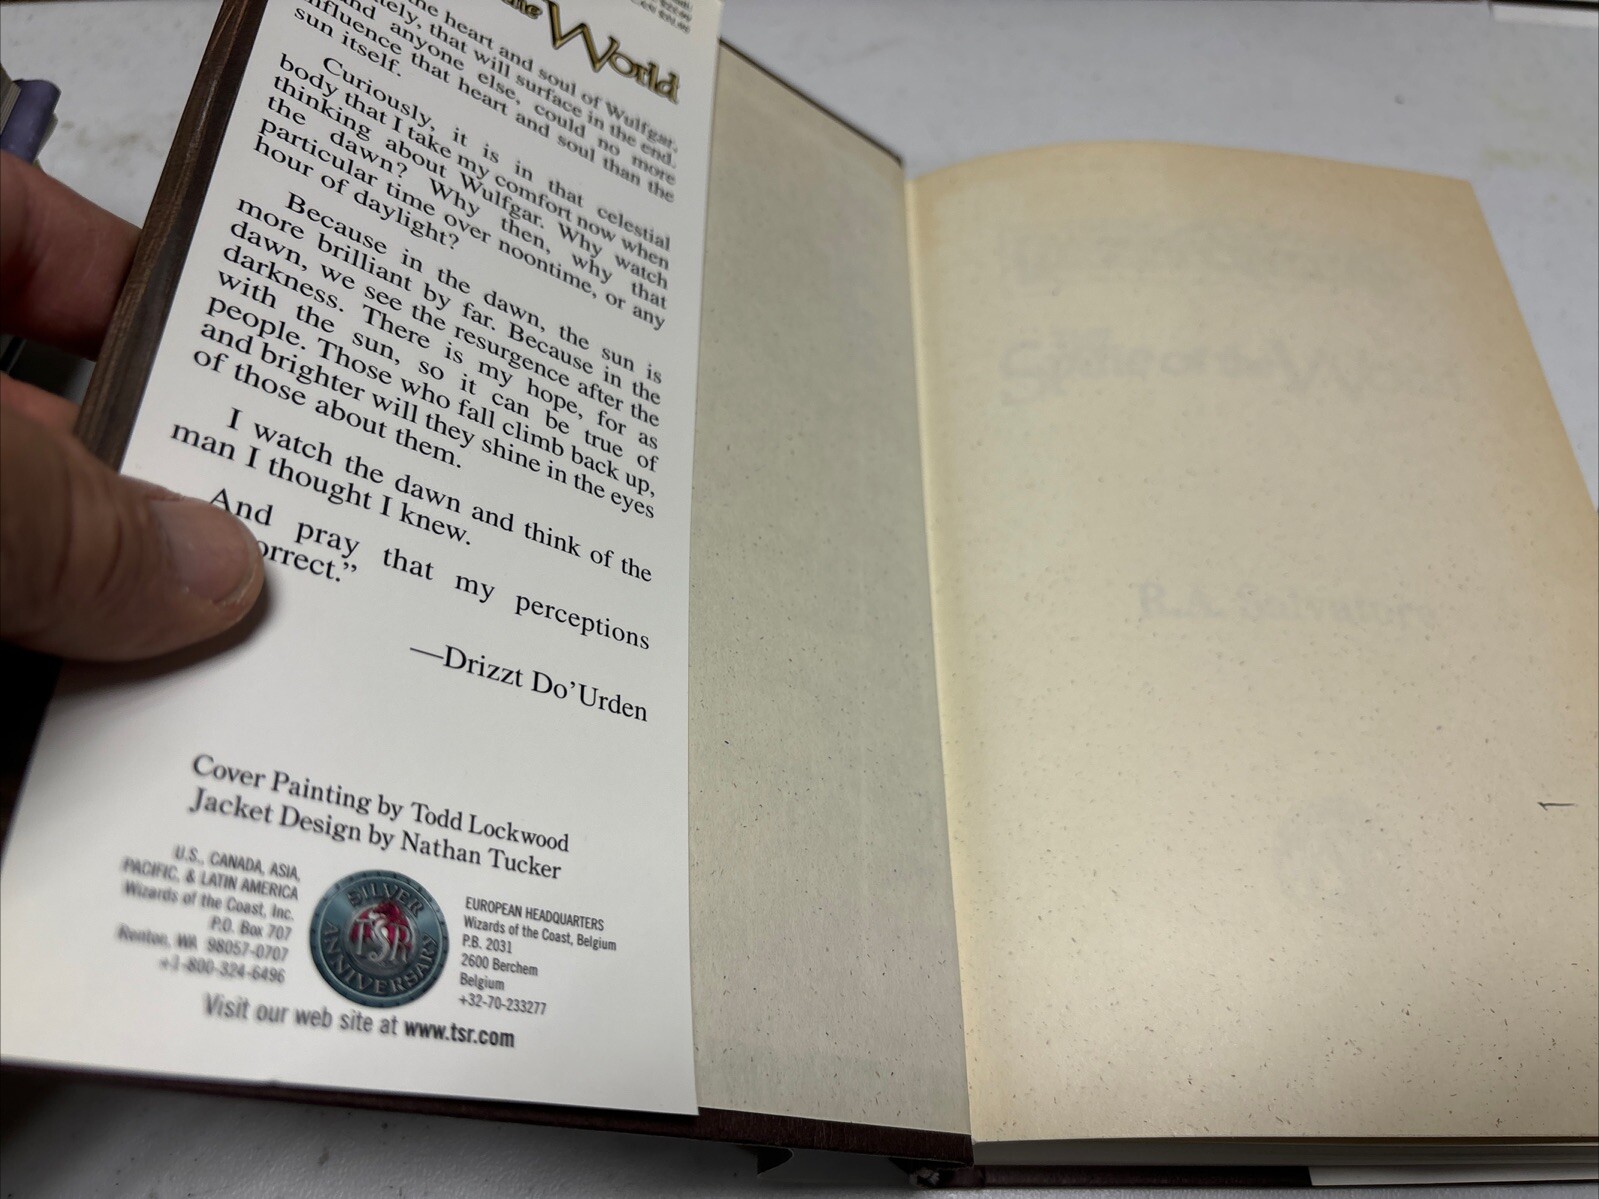 the World
the heart and soul of Wulfgar,
that will surface in the end.
and anyone else, could no more
influence that heart and soul than the
sun itself.
Curiously, it is in that celestial
body that I take my comfort now when
thinking about Wulfgar. Why watch
the dawn? Why then, why that
particular time over noontime, or any
hour of daylight?
Because in the dawn, the sun is
more brilliant by far. Because in the
dawn, we see the resurgence after the
darkness. There is my hope, for as
with the sun, so it can be true of
people. Those who fall climb back up,
and brighter will they shine in the eyes
of those about them.
I watch the dawn and think of the
man I thought I knew.
And pray that my perceptions
orrect.”
—Drizzt Do’Urden
Cover Painting by Todd Lockwood
Jacket Design by Nathan Tucker
U.S., CANADA, ASIA,
PACIFIC, & LATIN AMERICA
Wizards of the Coast, Inc.
P.O. Box 707
Renton, WA 98057-0707
+1-800-324-6496
SILVER
TSR
ANNIVERSARY
EUROPEAN HEADQUARTERS
Wizards of the Coast, Belgium
P.B. 2031
2600 Berchem
Belgium
+32-70-233277
Visit our web site at www.tsr.com
R.A. Salvatore